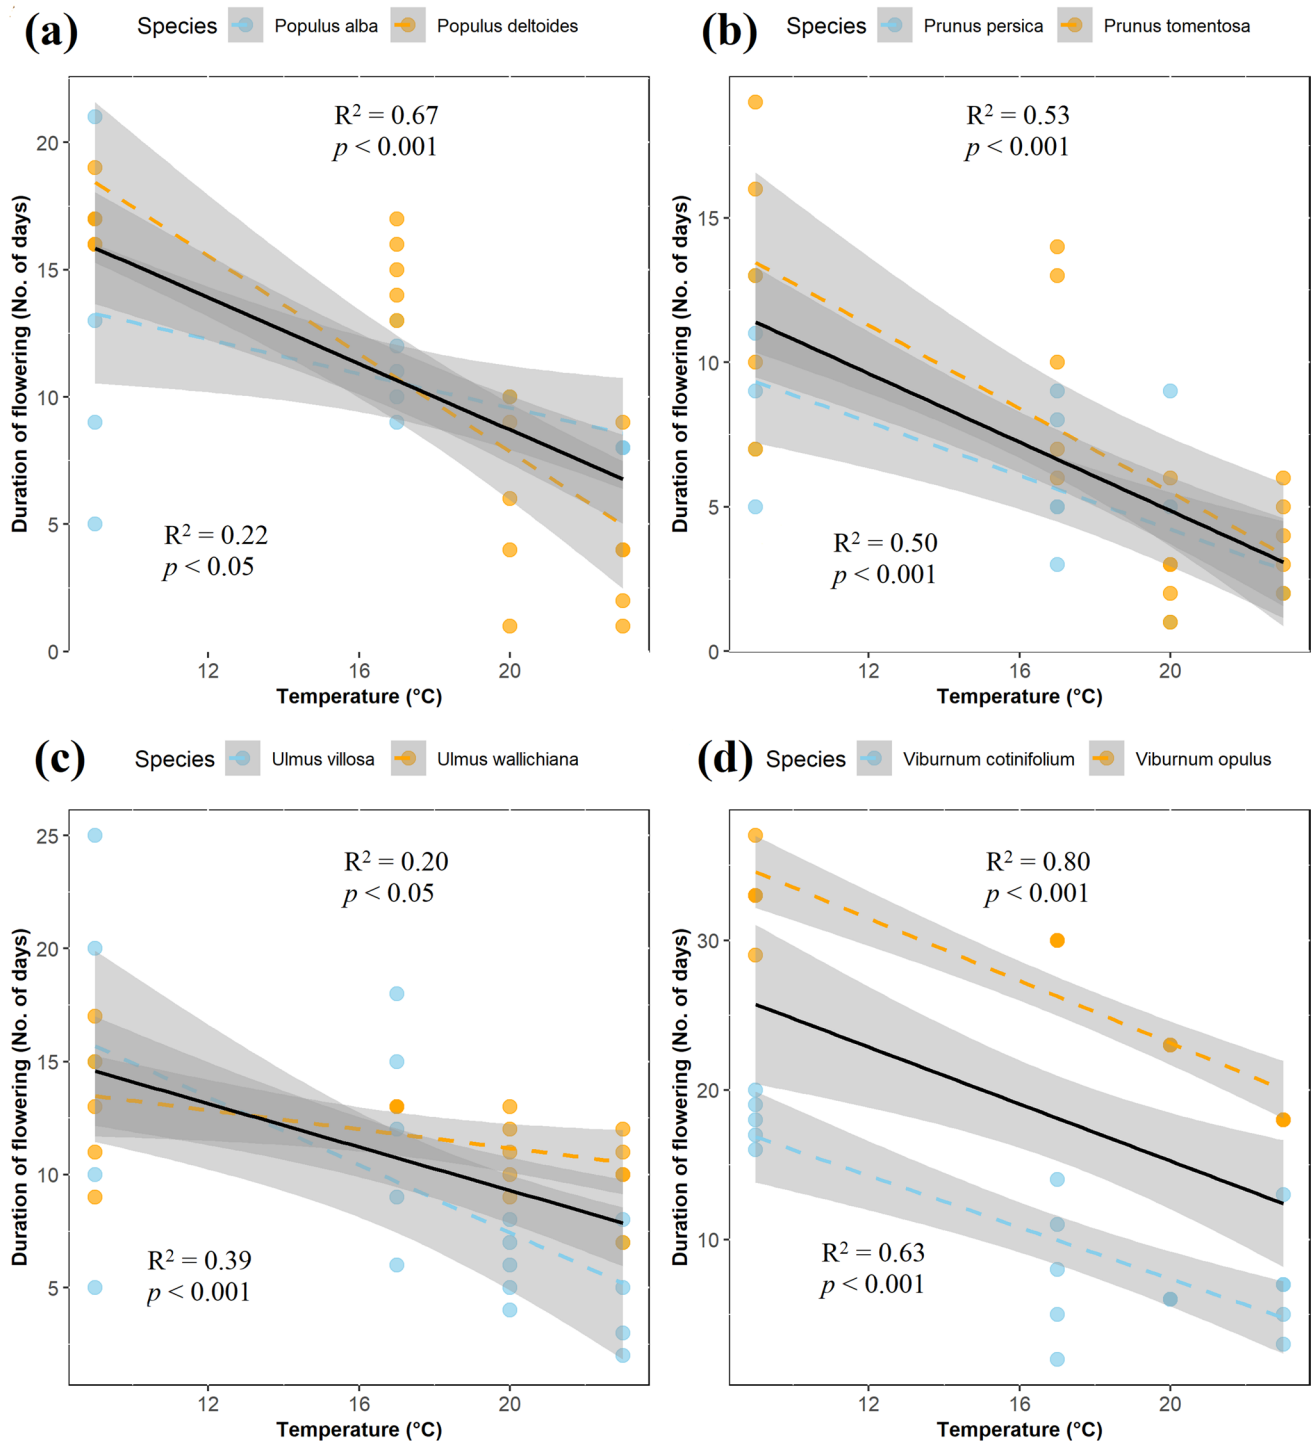 (a) Species Populus alba Populus deltoides
R² = 0.67
p < 0.001
R² = 0.22
p < 0.05
Duration of flowering (No. of days)
20
15
10
5
0
12 16 20
Temperature (°C)
(b) Species Prunus persica Prunus tomentosa
R² = 0.53
p < 0.001
R² = 0.50
p < 0.001
Duration of flowering (No. of days)
15
10
5
0
12 16 20
Temperature (°C)
(c) Species Ulmus villosa Ulmus wallichiana
R² = 0.20
p < 0.05
R² = 0.39
p < 0.001
Duration of flowering (No. of days)
25
20
15
10
5
12 16 20
Temperature (°C)
(d) Species Viburnum cotinifolium Viburnum opulus
R² = 0.80
p < 0.001
R² = 0.63
p < 0.001
Duration of flowering (No. of days)
30
20
10
12 16 20
Temperature (°C)